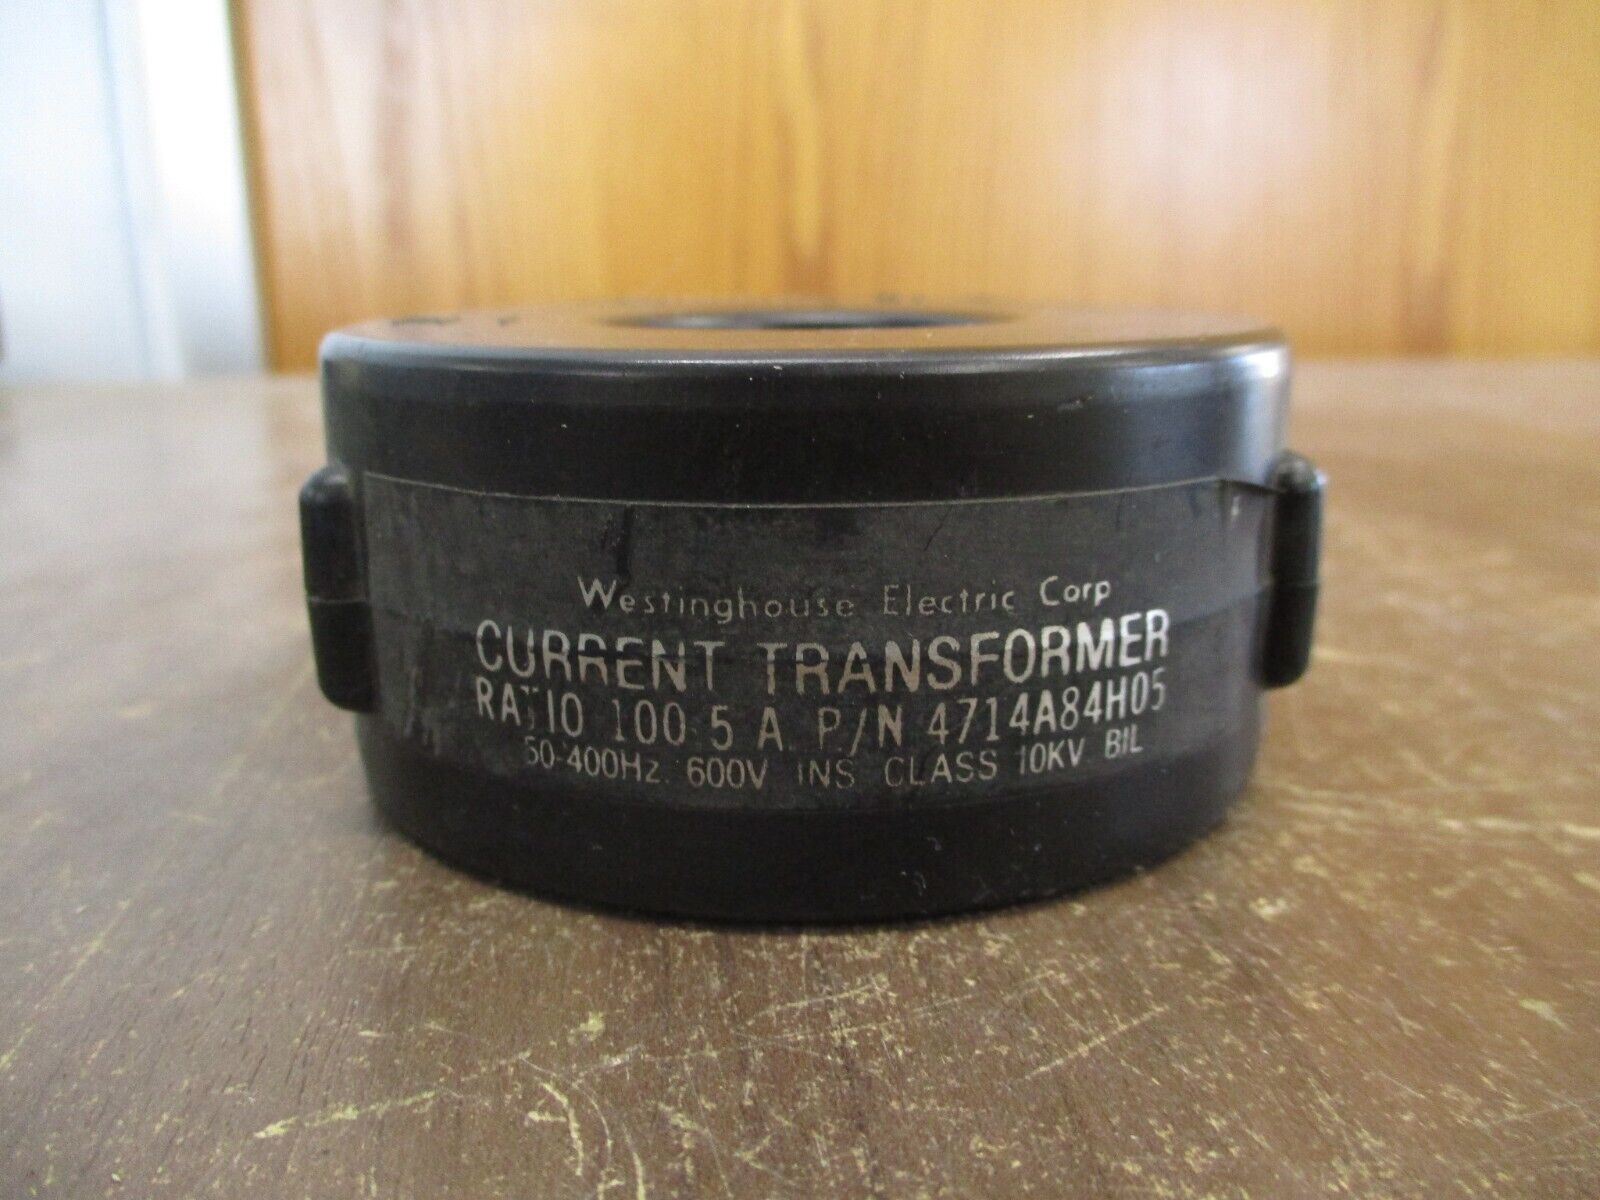 Westinghouse Electric Corp
CURRENT TRANSFORMER
RATIO 100:5 A. P/N 4714A84H05
50-400Hz. 600V INS CLASS 10KV BIL